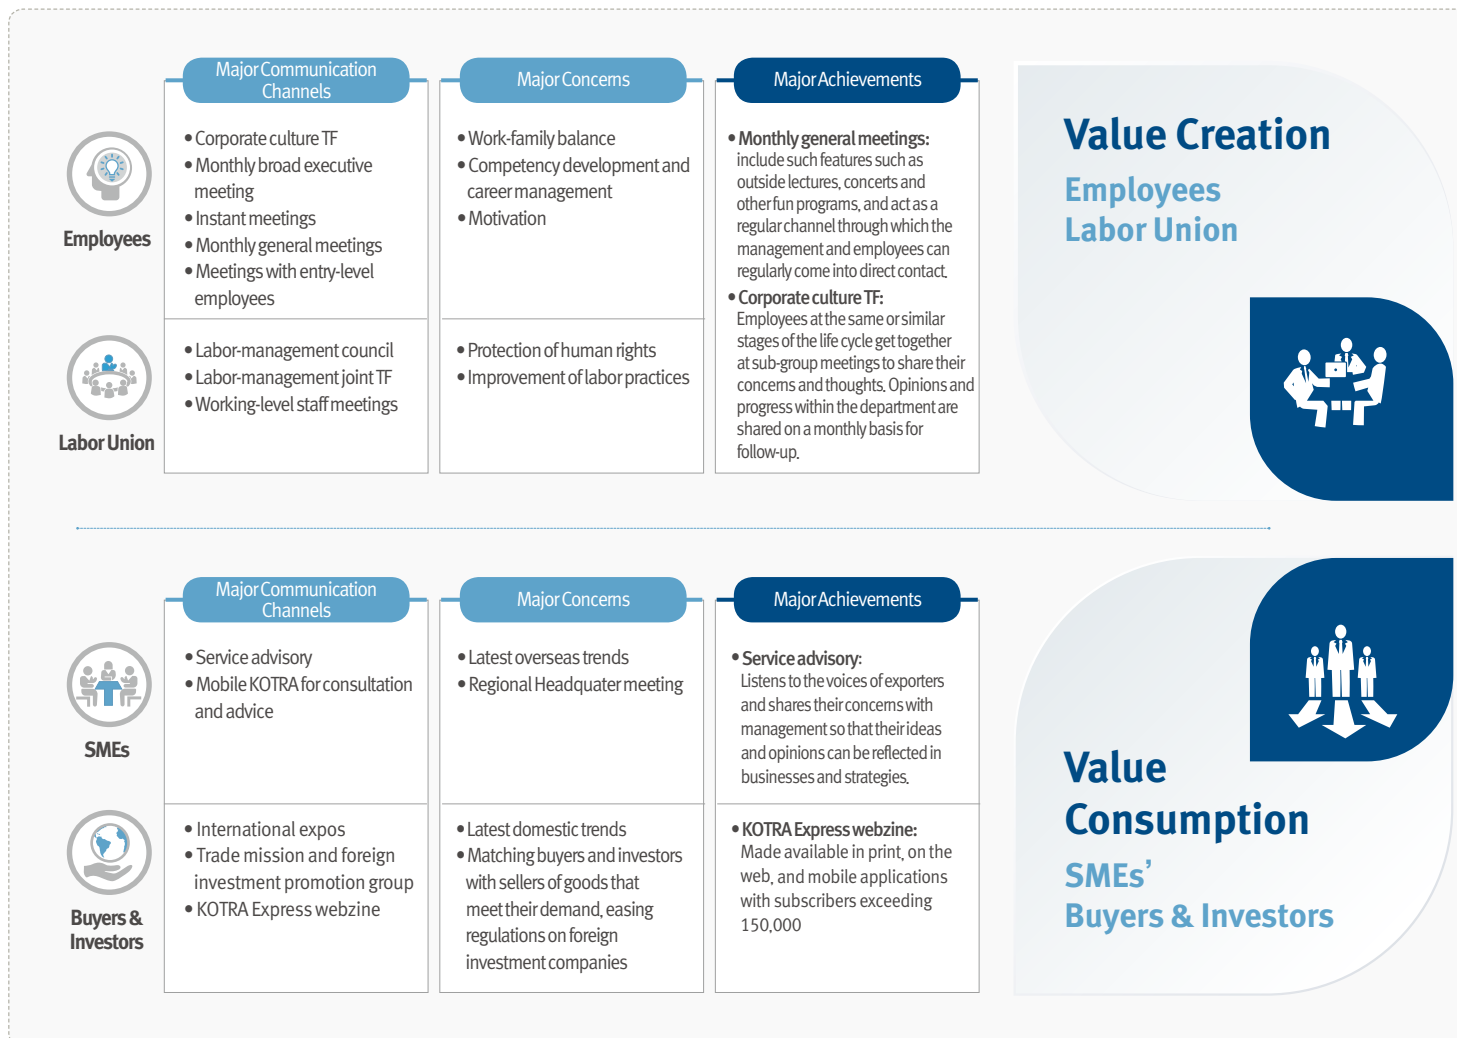 Major Communication
Channels
Major Concerns
Major Achievements
Employees
• Corporate culture TF
• Monthly broad executive
meeting
• Instant meetings
• Monthly general meetings
• Meetings with entry-level
employees
• Work-family balance
• Competency development and
career management
• Motivation
• Monthly general meetings:
include such features such as
outside lectures, concerts and
other fun programs, and act as a
regular channel through which the
management and employees can
regularly come into direct contact.
• Corporate culture TF:
Employees at the same or similar
stages of the life cycle get together
at sub-group meetings to share their
concerns and thoughts. Opinions and
progress within the department are
shared on a monthly basis for
follow-up.
Labor Union
• Labor-management council
• Labor-management joint TF
• Working-level staff meetings
• Protection of human rights
• Improvement of labor practices
Value Creation
Employees
Labor Union
Major Communication
Channels
Major Concerns
Major Achievements
SMEs
• Service advisory
• Mobile KOTRA for consultation
and advice
• Latest overseas trends
• Regional Headquater meeting
• Service advisory:
Listens to the voices of exporters
and shares their concerns with
management so that their ideas
and opinions can be reflected in
businesses and strategies.
Buyers &
Investors
• International expos
• Trade mission and foreign
investment promotion group
• KOTRA Express webzine
• Latest domestic trends
• Matching buyers and investors
with sellers of goods that
meet their demand, easing
regulations on foreign
investment companies
• KOTRA Express webzine:
Made available in print, on the
web, and mobile applications
with subscribers exceeding
150,000
Value
Consumption
SMEs’
Buyers & Investors